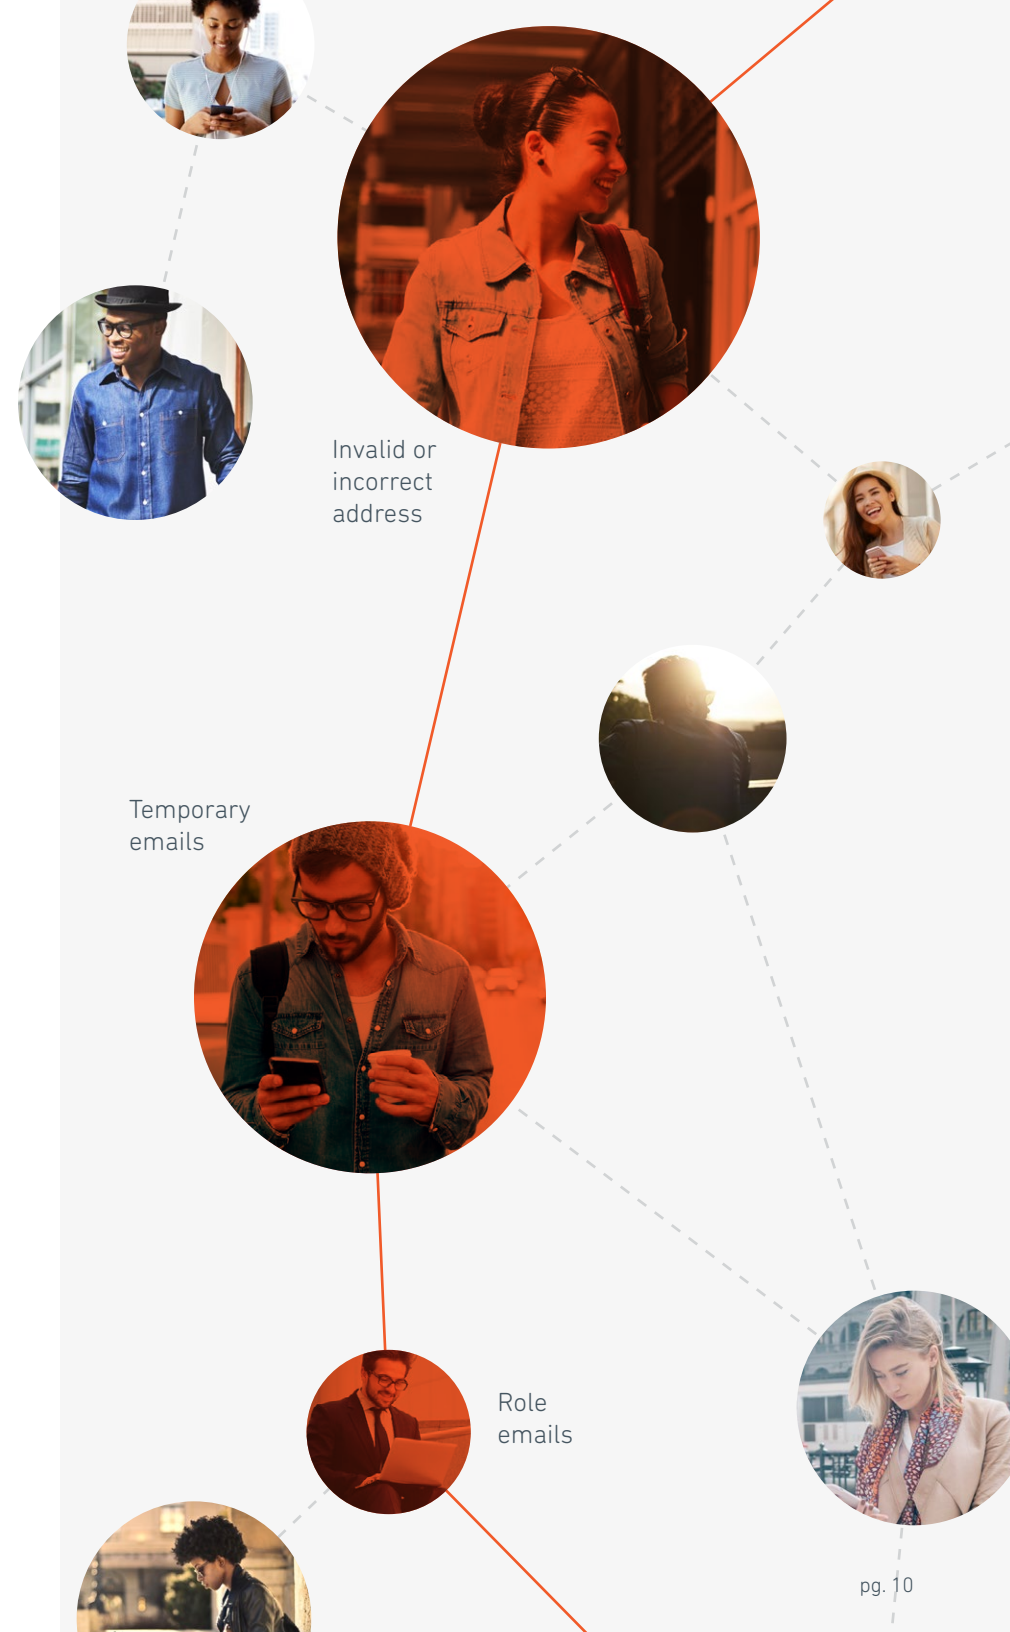 Invalid or
incorrect
address
Temporary
emails
Role
emails
pg. 10